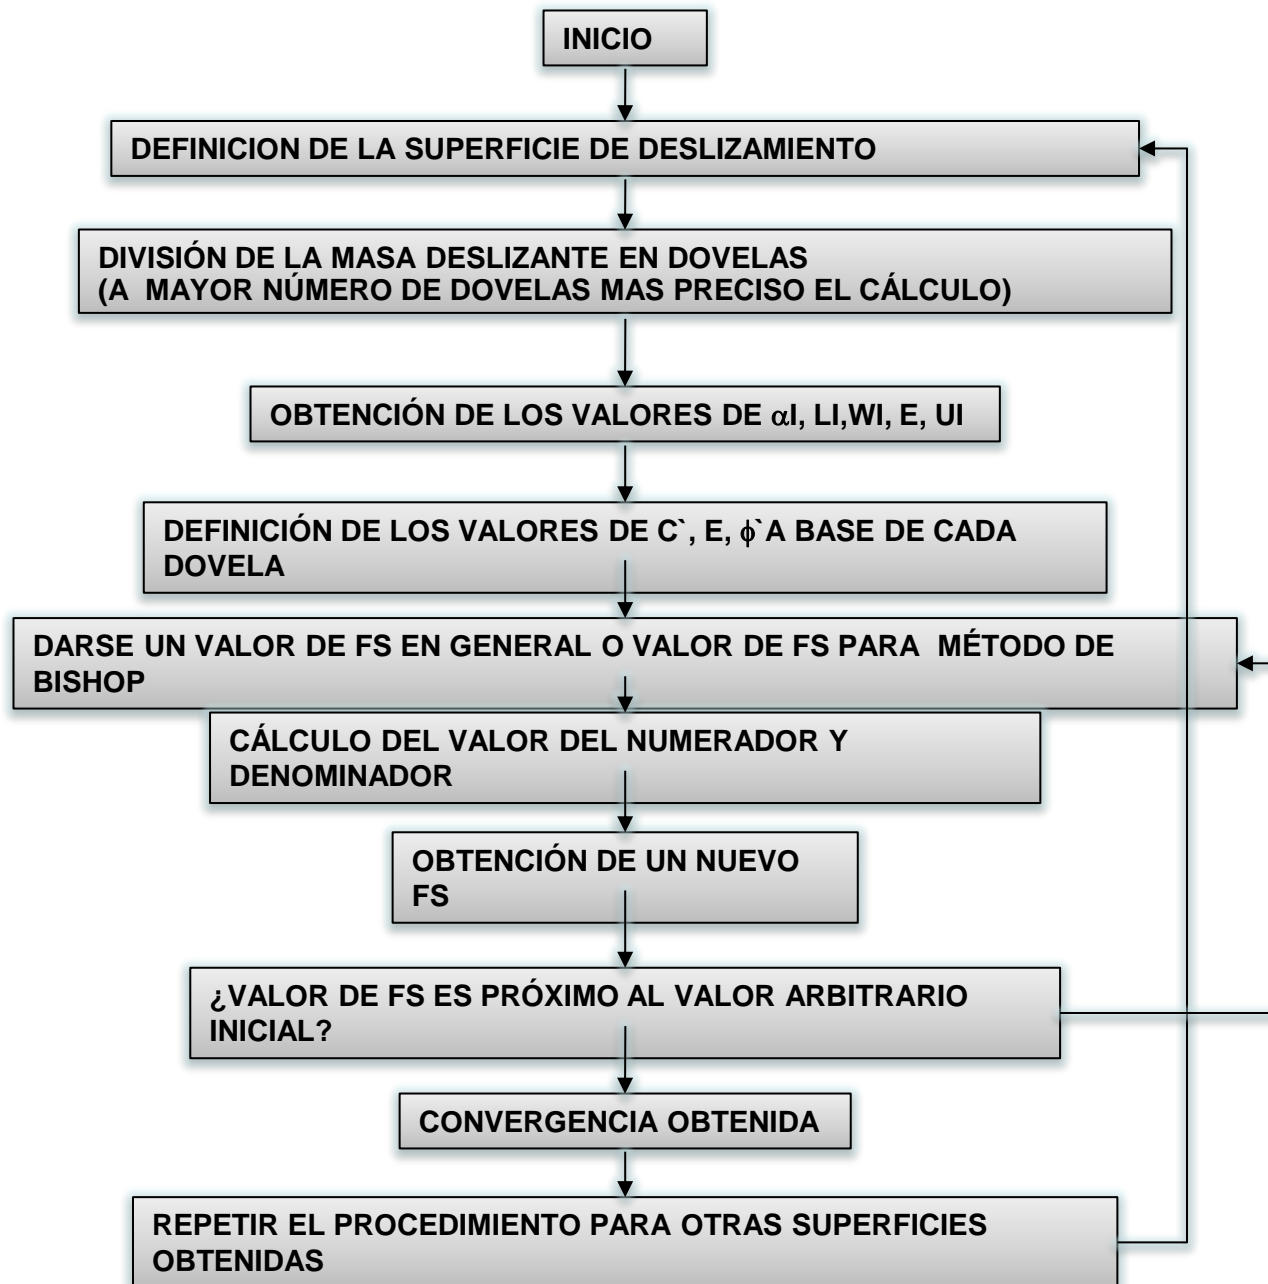 INICIO
DEFINICION DE LA SUPERFICIE DE DESLIZAMIENTO
DIVISIÓN DE LA MASA DESLIZANTE EN DOVELAS
(A MAYOR NÚMERO DE DOVELAS MAS PRECISO EL CÁLCULO)
OBTENCIÓN DE LOS VALORES DE αI, LI,WI, E, UI
DEFINICIÓN DE LOS VALORES DE C`, E, ϕ`A BASE DE CADA
DOVELA
DARSE UN VALOR DE FS EN GENERAL O VALOR DE FS PARA MÉTODO DE
BISHOP
CÁLCULO DEL VALOR DEL NUMERADOR Y
DENOMINADOR
OBTENCIÓN DE UN NUEVO
FS
¿VALOR DE FS ES PRÓXIMO AL VALOR ARBITRARIO
INICIAL?
CONVERGENCIA OBTENIDA
REPETIR EL PROCEDIMIENTO PARA OTRAS SUPERFICIES
OBTENIDAS